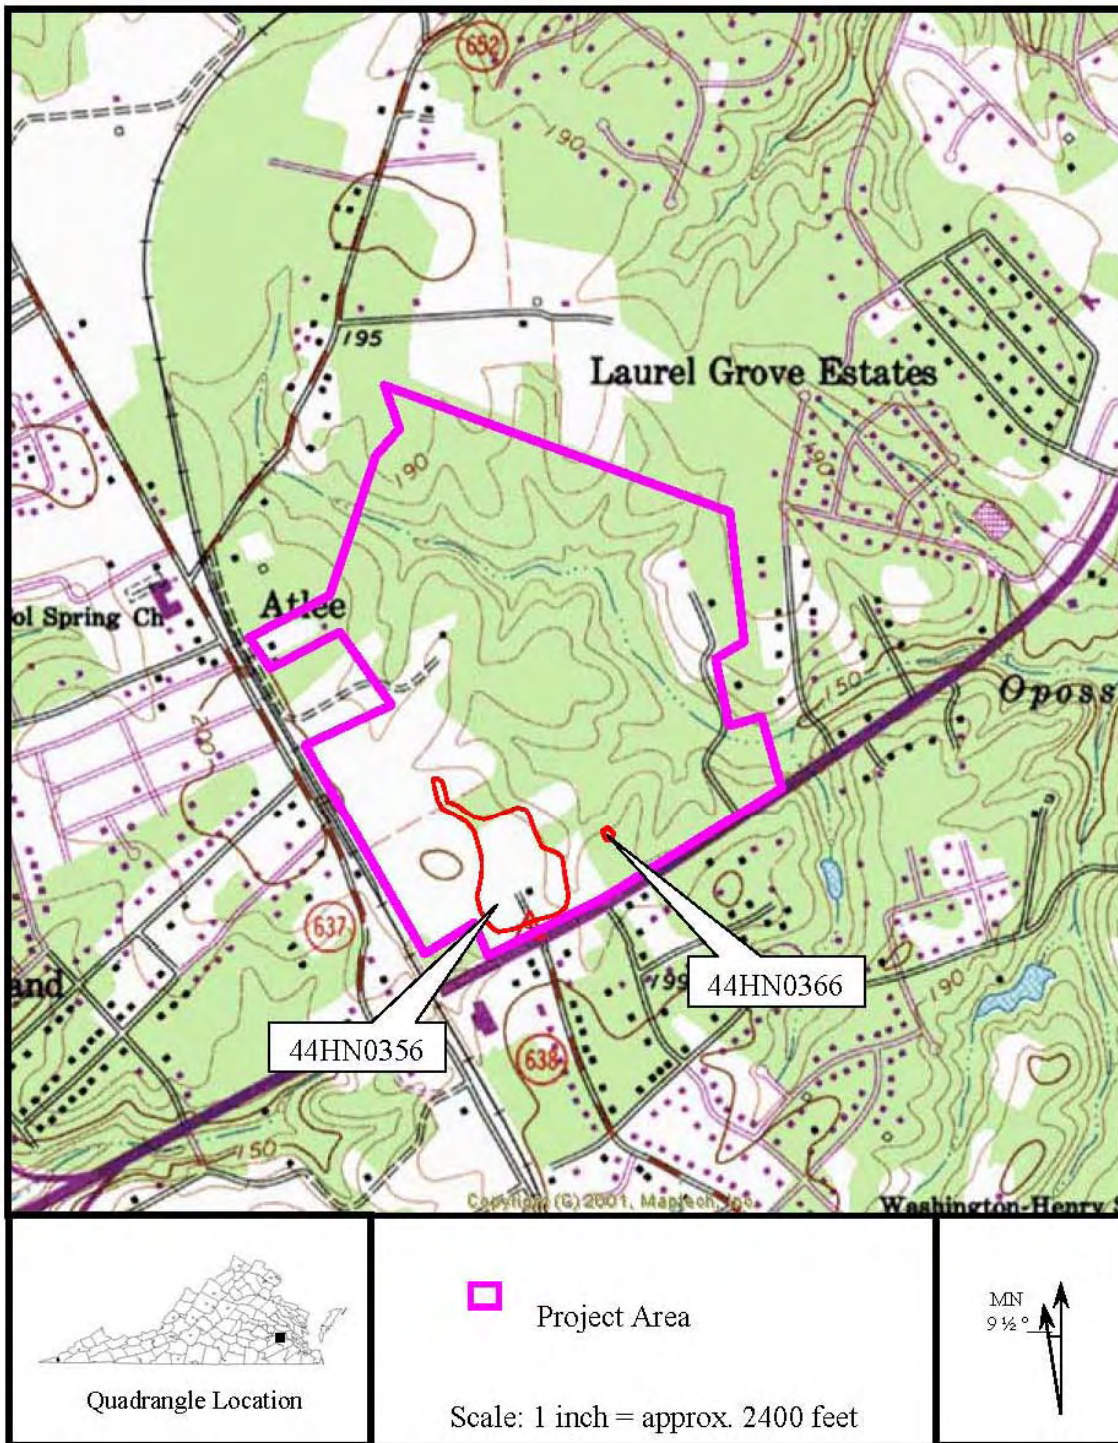 652
190
195
Laurel Grove Estates
190
190
Atlee
ol Spring Ch
150
Oposs
200
637
44HN0366
199
190
and
44HN0356
638
150
Copyright (C) 2001, Maptech, Inc.
Washington-Henry S
Quadrangle Location
Project Area
Scale: 1 inch = approx. 2400 feet
MN
9 ½ °